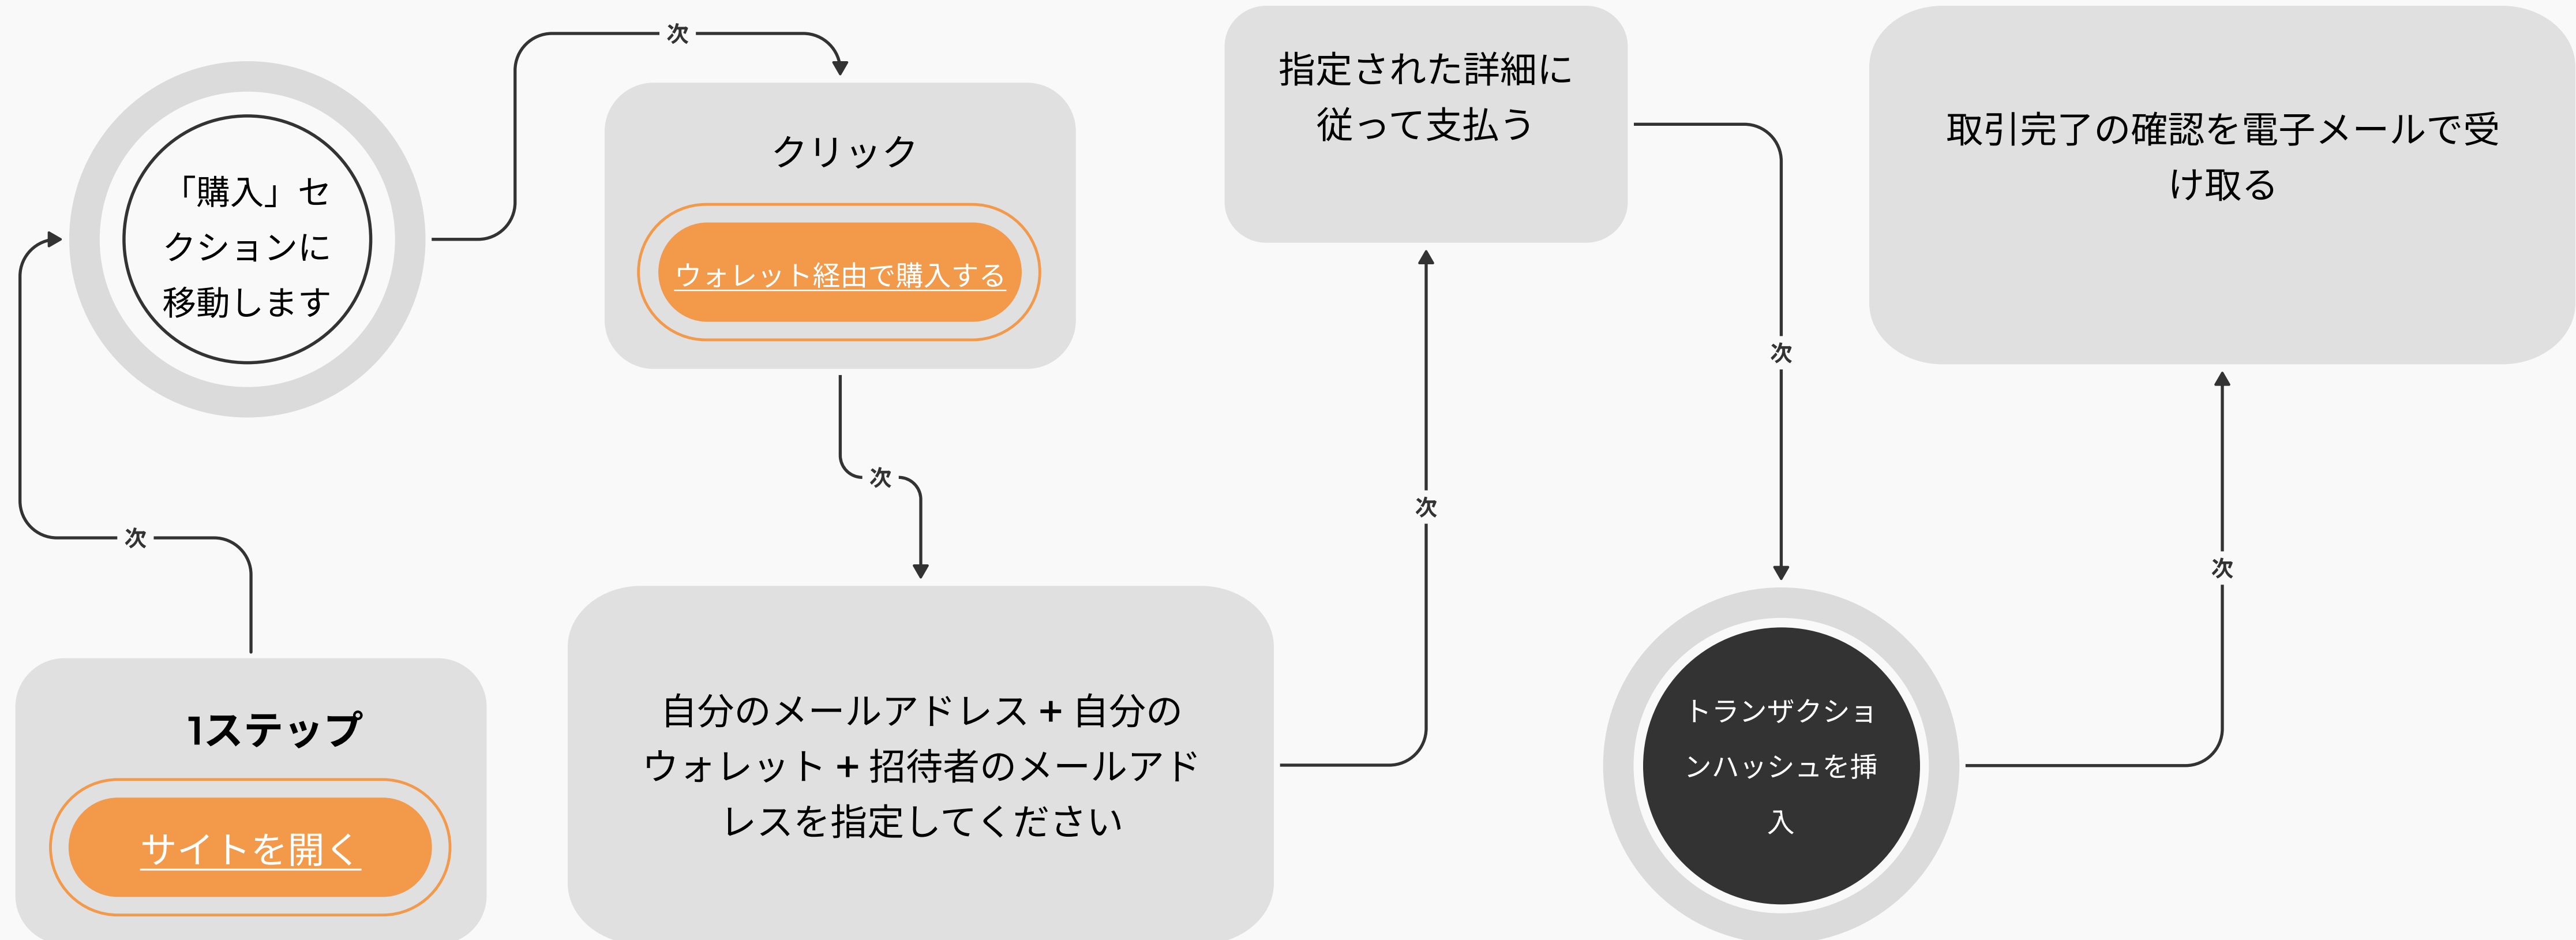 1ステップ
サイトを開く
次
「購入」セ
クションに
移動します
次
クリック
ウォレット経由で購入する
次
自分のメールアドレス + 自分の
ウォレット + 招待者のメールアド
レスを指定してください
次
指定された詳細に
従って支払う
次
トランザクショ
ンハッシュを挿
入
次
取引完了の確認を電子メールで受
け取る